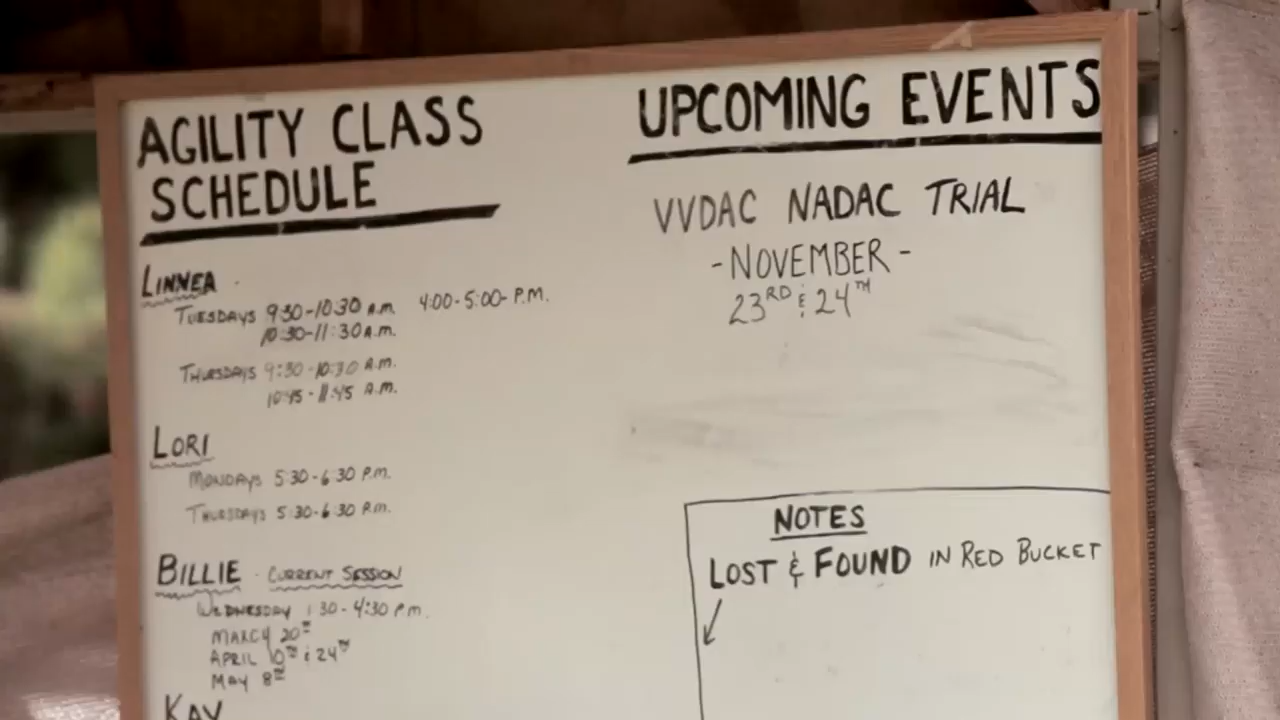 AGILITY CLASS
SCHEDULE
LINNEA
TUESDAYS 9:30-10:30 A.M. 4:00-5:00- P.M.
10:30-11:30 A.M.
THURSDAYS 9:30-10:30 A.M.
10:45-11:45 A.M.
LORI
MONDAYS 5:30-6:30 P.M.
THURSDAYS 5:30-6:30 P.M.
BILLIE - CURRENT SESSION
WEDNESDAY 1:30-4:30 P.M.
MARCH 20TH
APRIL 10TH & 24TH
MAY 8TH
KAY
UPCOMING EVENTS
VVDAC NADAC TRIAL
-NOVEMBER-
23RD & 24TH
NOTES
LOST & FOUND IN RED BUCKET